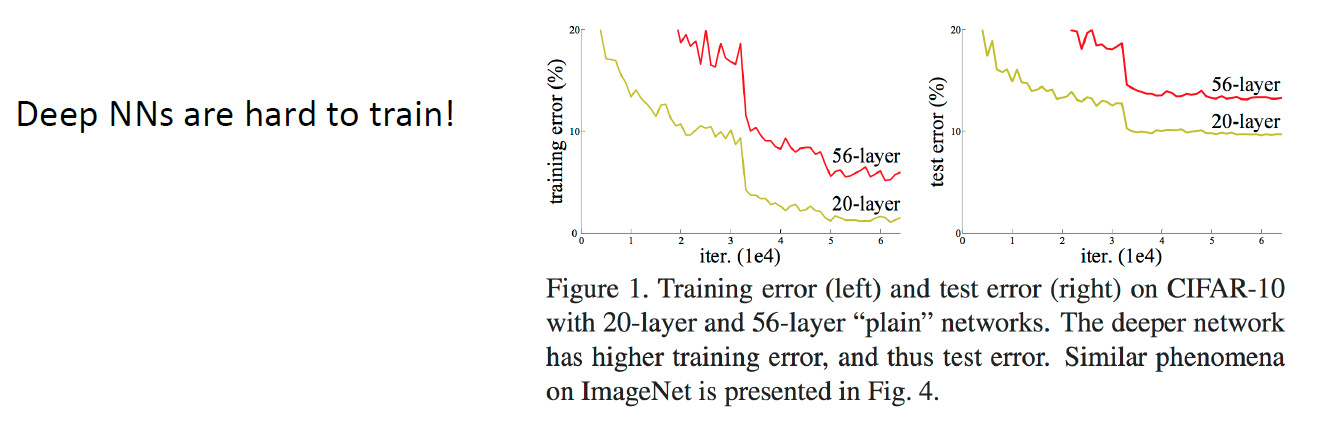 Deep NNs are hard to train!
20
10
0
training error (%)
0 1 2 3 4 5 6
iter. (1e4)
56-layer
20-layer
20
10
0
test error (%)
0 1 2 3 4 5 6
iter. (1e4)
56-layer
20-layer
Figure 1. Training error (left) and test error (right) on CIFAR-10
with 20-layer and 56-layer “plain” networks. The deeper network
has higher training error, and thus test error. Similar phenomena
on ImageNet is presented in Fig. 4.